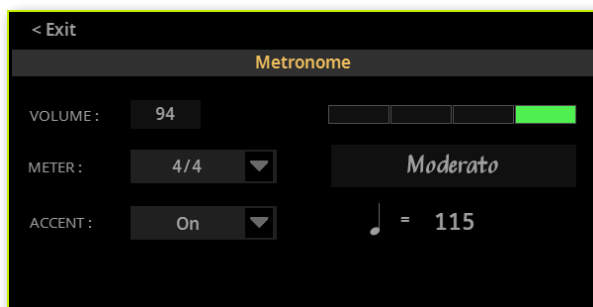 < Exit
Metronome
VOLUME : 94
METER : 4/4 Moderato
ACCENT : On = 115